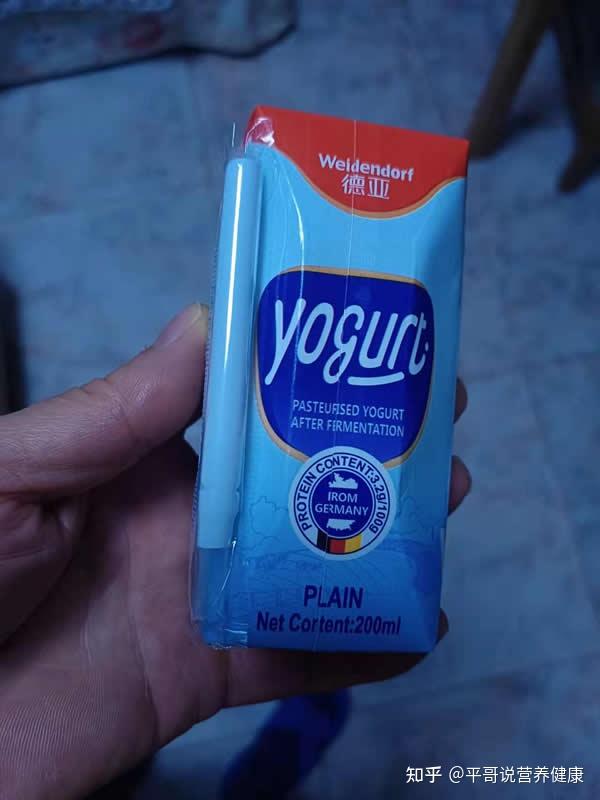 Weidendorf
德亚
yogurt
PASTEURISED YOGURT
AFTER FIRMENTATION
PROTEIN CONTENT:3.2g/100g
IROM
GERMANY
PLAIN
Net Cortent:200ml
知乎 @平哥说营养健康